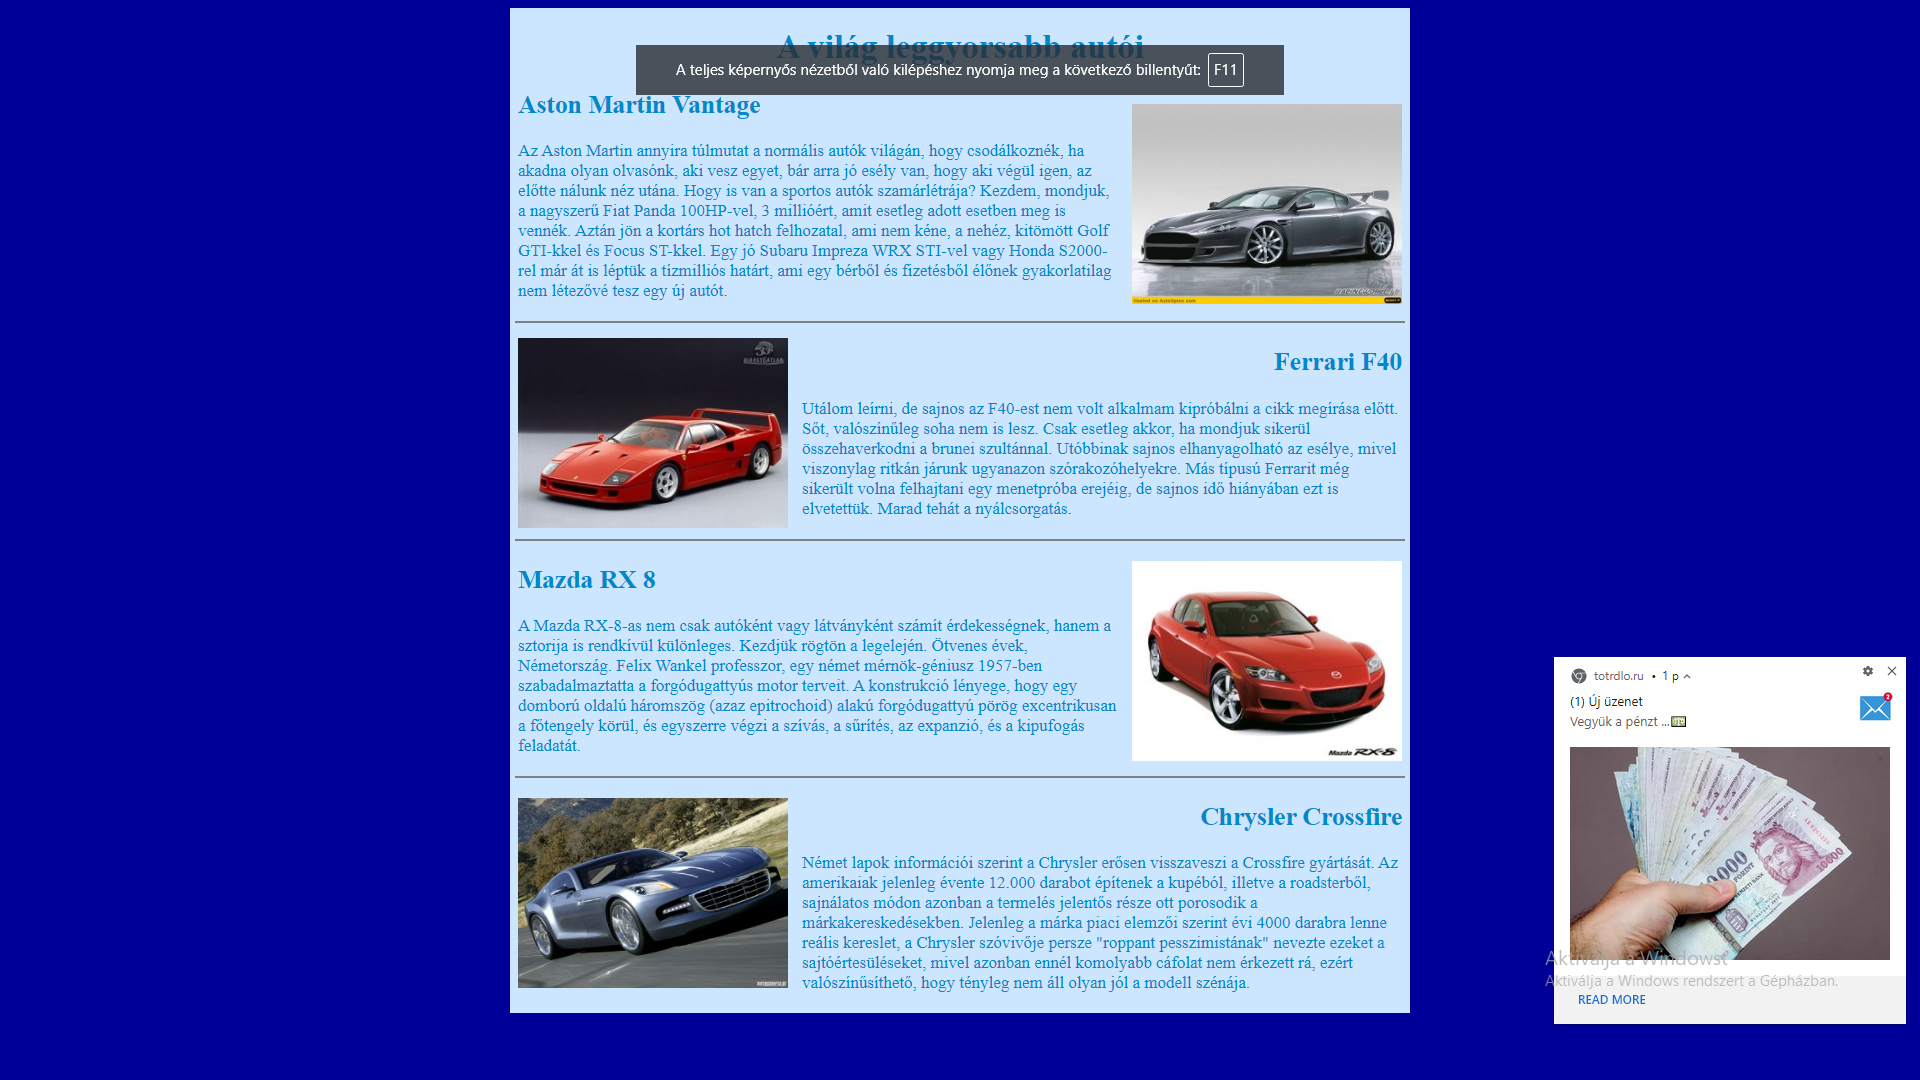 A világ leggyorsabb autói
A teljes képernyős nézetből való kilépéshez nyomja meg a következő billentyűt: F11
Aston Martin Vantage
Az Aston Martin annyira túlmutat a normális autók világán, hogy csodálkoznék, ha
akadna olyan olvasónk, aki vesz egyet, bár arra jó esély van, hogy aki végül igen, az
előtte nálunk néz utána. Hogy is van a sportos autók szamárlétrája? Kezdem, mondjuk,
a nagyszerű Fiat Panda 100HP-vel, 3 millióért, amit esetleg adott esetben meg is
vennék. Aztán jön a kortárs hot hatch felhozatal, ami nem kéne, a nehéz, kitömött Golf
GTI-kkel és Focus ST-kkel. Egy jó Subaru Impreza WRX STI-vel vagy Honda S2000-
rel már át is léptük a tízmilliós határt, ami egy bérből és fizetésből élőnek gyakorlatilag
nem létezővé tesz egy új autót.
Ferrari F40
Utálom leírni, de sajnos az F40-est nem volt alkalmam kipróbálni a cikk megírása előtt.
Sőt, valószínűleg soha nem is lesz. Csak esetleg akkor, ha mondjuk sikerül
összehaverkodni a brunei szultánnal. Utóbbinak sajnos elhanyagolható az esélye, mivel
viszonylag ritkán járunk ugyanazon szórakozóhelyekre. Más típusú Ferrarit még
sikerült volna felhajtani egy menetpróba erejéig, de sajnos idő hiányában ezt is
elvetettük. Marad tehát a nyálcsorgatás.
Mazda RX 8
A Mazda RX-8-as nem csak autóként vagy látványként számít érdekességnek, hanem a
sztorija is rendkívül különleges. Kezdjük rögtön a legelején. Ötvenes évek,
Németország. Felix Wankel professzor, egy német mérnök-géniusz 1957-ben
szabadalmaztatta a forgódugattyús motor terveit. A konstrukció lényege, hogy egy
domború oldalú háromszög (azaz epitrochoid) alakú forgódugattyú pörög excentrikusan
a főtengely körül, és egyszerre végzi a szívás, a sűrítés, az expanzió, és a kipufogás
feladatát.
Mazda RX-8
Chrysler Crossfire
Német lapok információi szerint a Chrysler erősen visszaveszi a Crossfire gyártását. Az
amerikaiak jelenleg évente 12.000 darabot építenek a kupéból, illetve a roadsterből,
sajnálatos módon azonban a termelés jelentős része ott porosodik a
márkakereskedésekben. Jelenleg a márka piaci elemzői szerint évi 4000 darabra lenne
reális kereslet, a Chrysler szóvivője persze "roppant pesszimistának" nevezte ezeket a
sajtóértesüléseket, mivel azonban ennél komolyabb cáfolat nem érkezett rá, ezért
valószínűsíthető, hogy tényleg nem áll olyan jól a modell szénája.
totrdlo.ru • 1 p
(1) Új üzenet
Vegyük a pénzt ...
2
10000
Aktiválja a Windowst
Aktiválja a Windows rendszert a Gépházban.
READ MORE